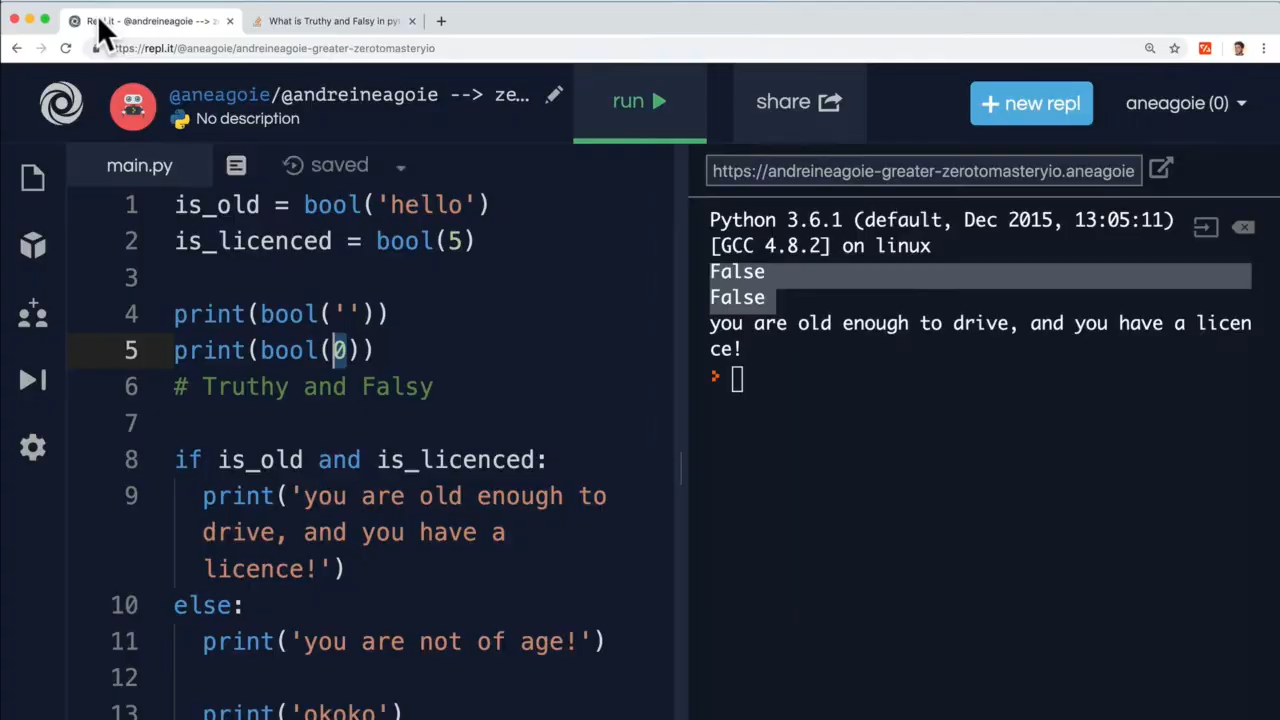 Repl.it - @andreineagoie --> ze
What is Truthy and Falsy in pyt
https://repl.it/@aneagoie/andreineagoie-greater-zerotomasteryio
@aneagoie/@andreineagoie --> ze...
No description
run
share
+ new repl
aneagoie (0)
main.py
saved
1 is_old = bool('hello')
2 is_licenced = bool(5)
3
4 print(bool(''))
5 print(bool(0))
6 # Truthy and Falsy
7
8 if is_old and is_licenced:
9 print('you are old enough to
drive, and you have a
licence!')
10 else:
11 print('you are not of age!')
12
13 print('okoko')
https://andreineagoie-greater-zerotomasteryio.aneagoie
Python 3.6.1 (default, Dec 2015, 13:05:11)
[GCC 4.8.2] on linux
False
False
you are old enough to drive, and you have a licen
ce!